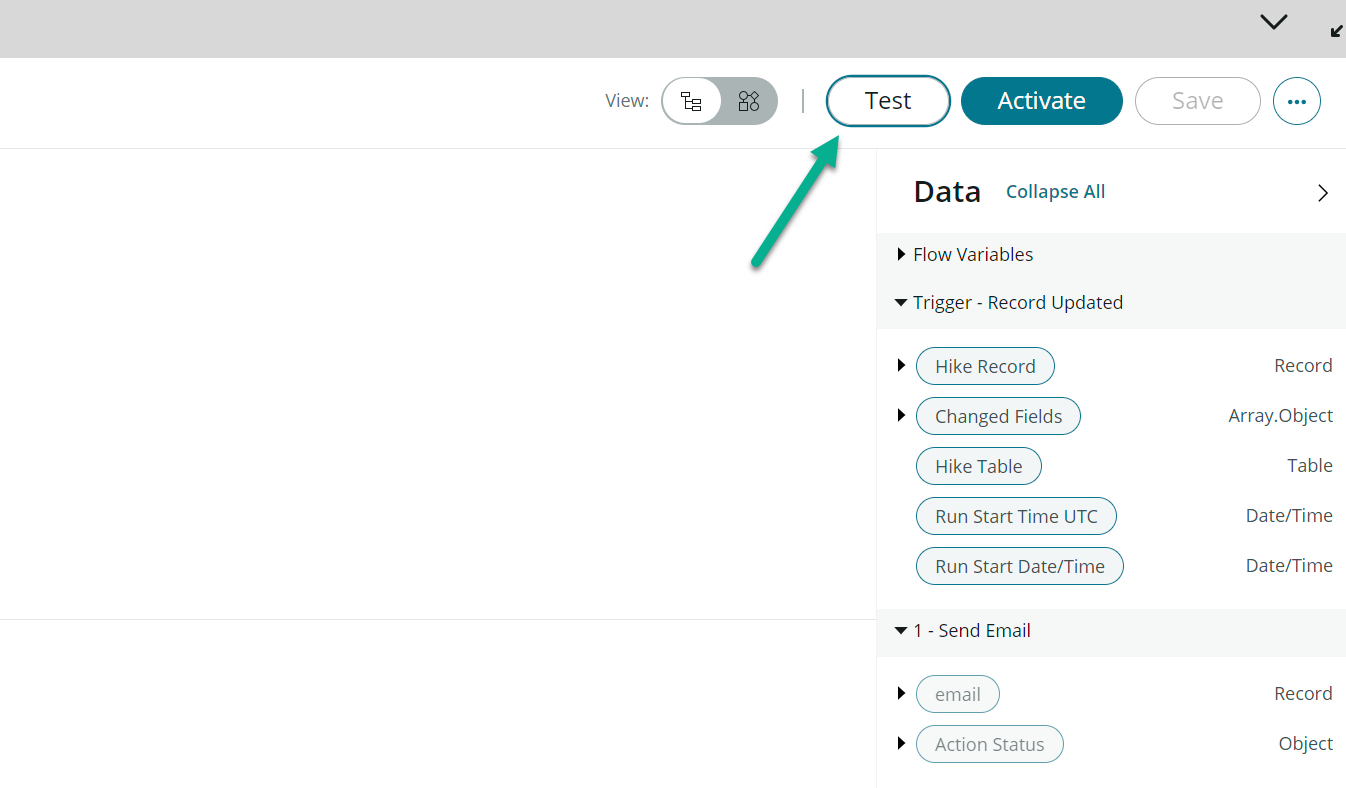 View: Test Activate Save
Data Collapse All
Flow Variables
Trigger - Record Updated
Hike Record Record
Changed Fields Array.Object
Hike Table Table
Run Start Time UTC Date/Time
Run Start Date/Time Date/Time
1 - Send Email
email Record
Action Status Object